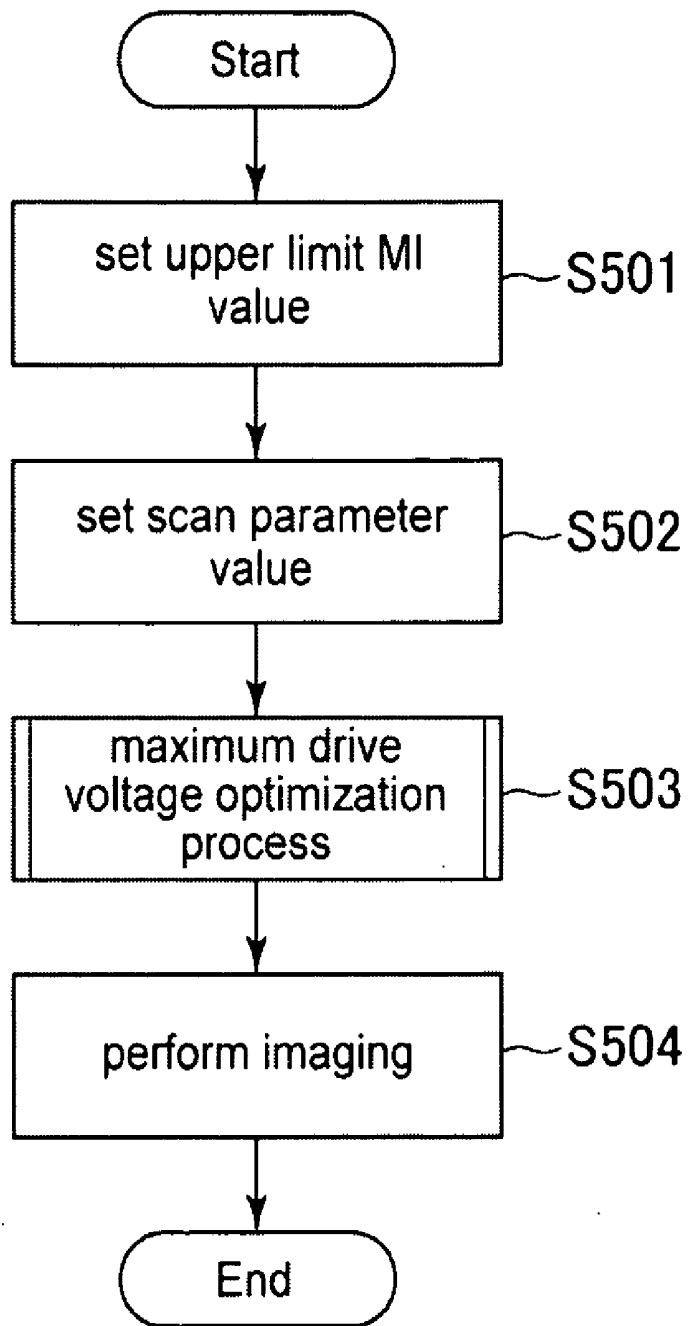 Start
set upper limit MI
value
S501
set scan parameter
value
S502
maximum drive
voltage optimization
process
S503
perform imaging
S504
End